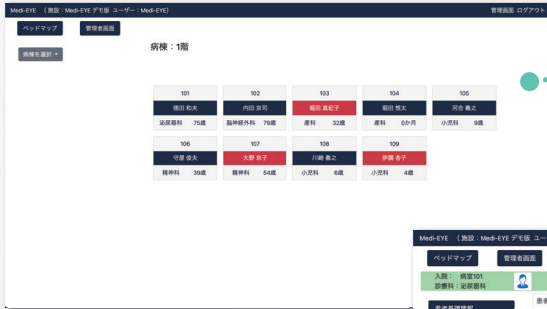 Medi-EYE （施設：Medi-EYE デモ版 ユーザー：Medi-EYE）
管理画面 ログアウト
ベッドマップ 管理者画面
病棟を選択
病棟：1階
101 102 103 104 105
徳田 和夫 内田 京司 堀田 真紀子 堀田 想太 河合 義之
泌尿器科 75歳 脳神経外科 79歳 産科 32歳 産科 0か月 小児科 9歳
106 107 108 109
守屋 俊夫 大野 京子 川崎 義之 伊調 杏子
精神科 39歳 精神科 54歳 小児科 6歳 小児科 4歳
Medi-EYE （施設：Medi-EYE デモ版 ユー
ベッドマップ 管理者画面
入院： 病室101
診療科：泌尿器科
患者基礎情報